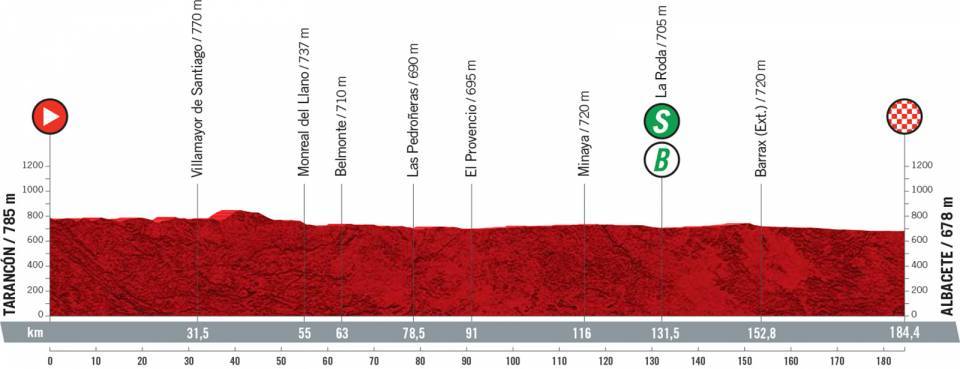 Villamayor de Santiago / 770 m
Monreal del Llano / 737 m
Belmonte / 710 m
Las Pedroñeras / 690 m
El Provencio / 695 m
Minaya / 720 m
La Roda / 705 m
Barrax (Ext.) / 720 m
S
B
TARANCÓN / 785 m
1200
1000
800
600
400
200
0
1200
1000
800
600
400
200
0
ALBACETE / 678 m
km 31,5 55 63 78,5 91 116 131,5 152,8 184,4
0 10 20 30 40 50 60 70 80 90 100 110 120 130 140 150 160 170 180